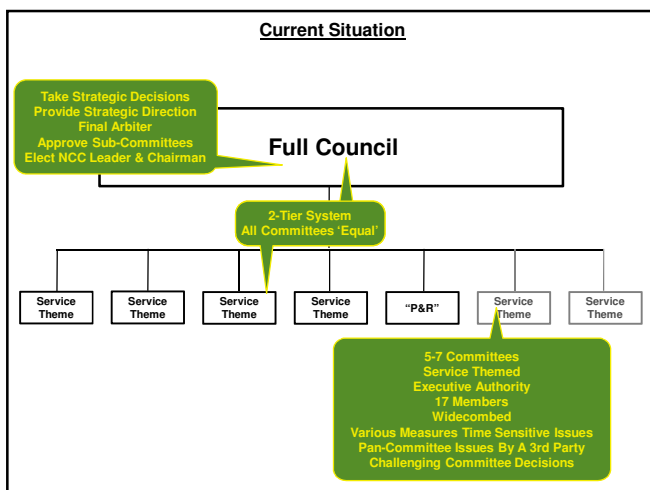 Current Situation
Take Strategic Decisions
Provide Strategic Direction
Final Arbiter
Approve Sub-Committees
Elect NCC Leader & Chairman
Full Council
2-Tier System
All Committees ‘Equal’
Service
Theme
Service
Theme
Service
Theme
Service
Theme
“P&R”
Service
Theme
Service
Theme
5-7 Committees
Service Themed
Executive Authority
17 Members
Widecombed
Various Measures Time Sensitive Issues
Pan-Committee Issues By A 3rd Party
Challenging Committee Decisions